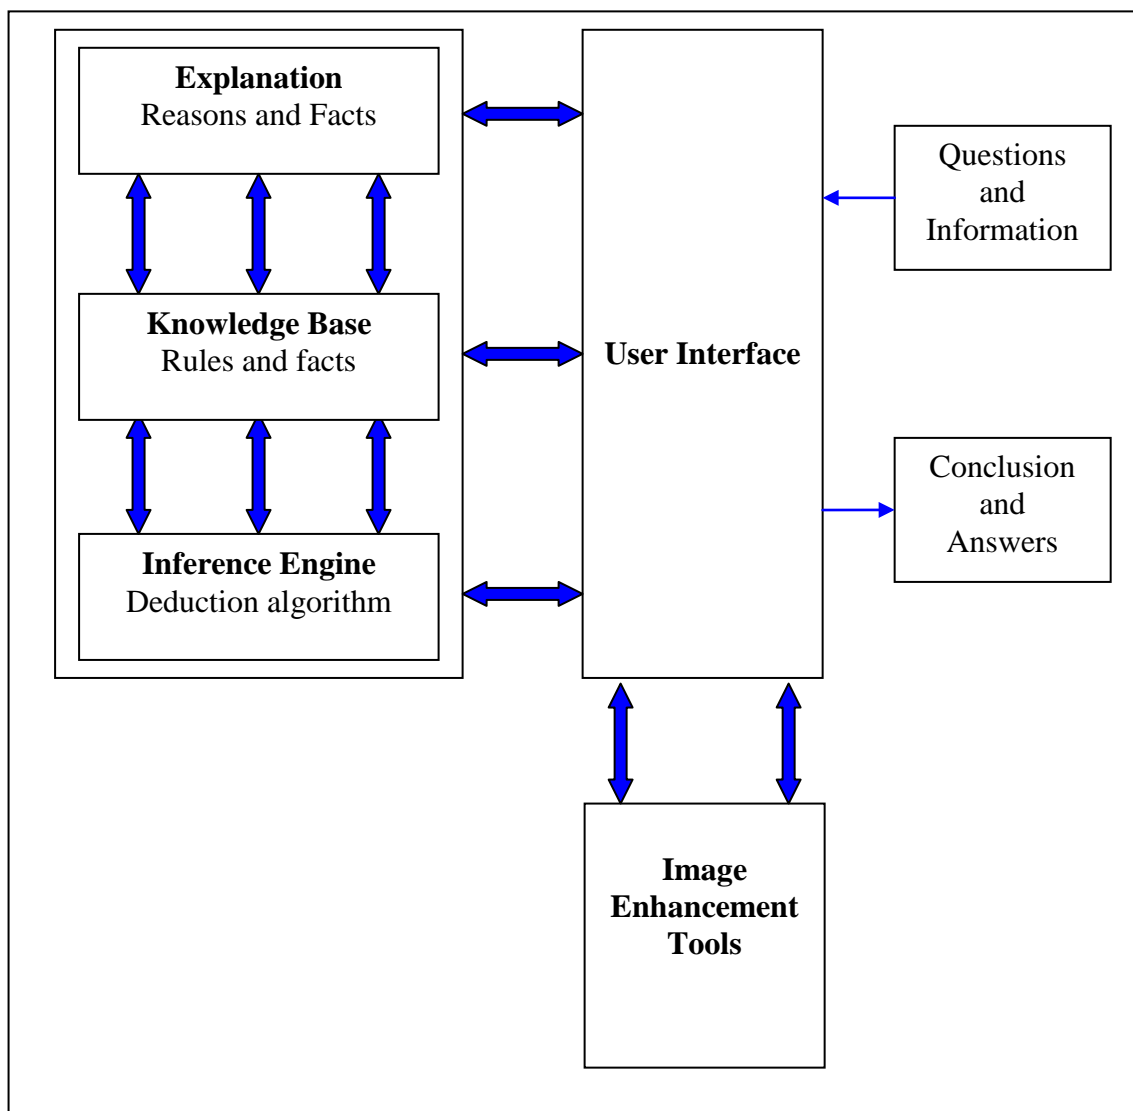 Explanation
Reasons and Facts
Knowledge Base
Rules and facts
Inference Engine
Deduction algorithm
User Interface
Questions
and
Information
Conclusion
and
Answers
Image
Enhancement
Tools